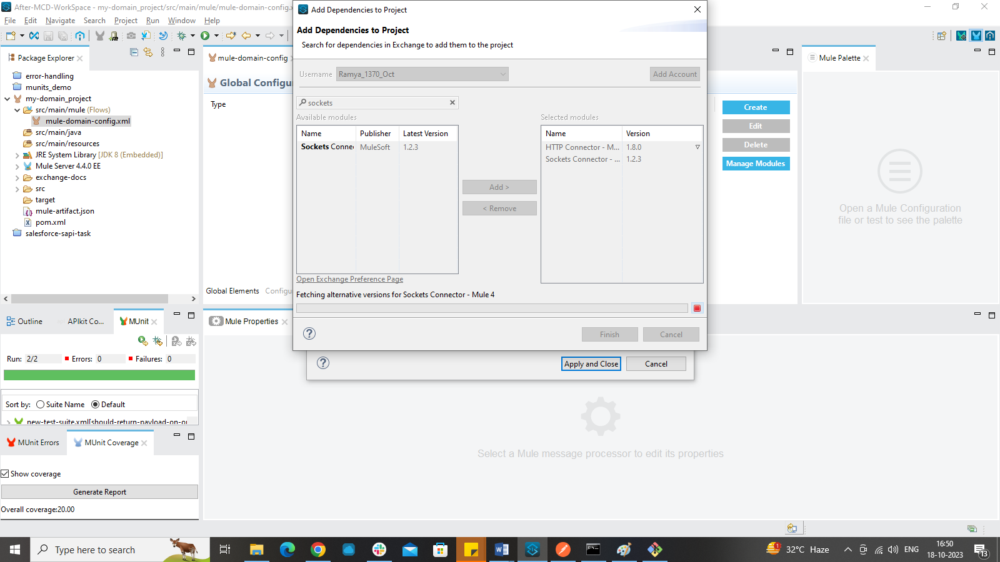 After-MCD-WorkSpace - my-domain_project/src/main/mule/mule-domain-config.x
File Edit Navigate Search Project Run Window Help
Package Explorer
error-handling
munits_demo
my-domain_project
src/main/mule (Flows)
mule-domain-config.xml
src/main/java
src/main/resources
JRE System Library [JDK 8 (Embedded)]
Mule Server 4.4.0 EE
exchange-docs
src
target
mule-artifact.json
pom.xml
salesforce-sapi-task
mule-domain-config
Global Configu
Type
Global Elements Configu
Add Dependencies to Project
Add Dependencies to Project
Search for dependencies in Exchange to add them to the project
Username Ramya_1370_Oct Add Account
sockets
Available modules
Name Publisher Latest Version
Sockets Conne MuleSoft 1.2.3
Add >
< Remove
Selected modules
Name Version
HTTP Connector - M... 1.8.0
Sockets Connector - ... 1.2.3
Open Exchange Preference Page
Fetching alternative versions for Sockets Connector - Mule 4
Finish Cancel
Apply and Close Cancel
Create
Edit
Delete
Manage Modules
Mule Palette
Open a Mule Configuration
file or test to see the palette
Outline APIkit Co... MUnit
Run: 2/2 Errors: 0 Failures: 0
Sort by: Suite Name Default
new-test-suite.xml[should-return-payload-on-or
MUnit Errors MUnit Coverage
Show coverage
Generate Report
Overall coverage:20.00
Mule Properties
Select a Mule message processor to edit its properties
Type here to search
1
32°C Haze
ENG
16:50
18-10-2023
13